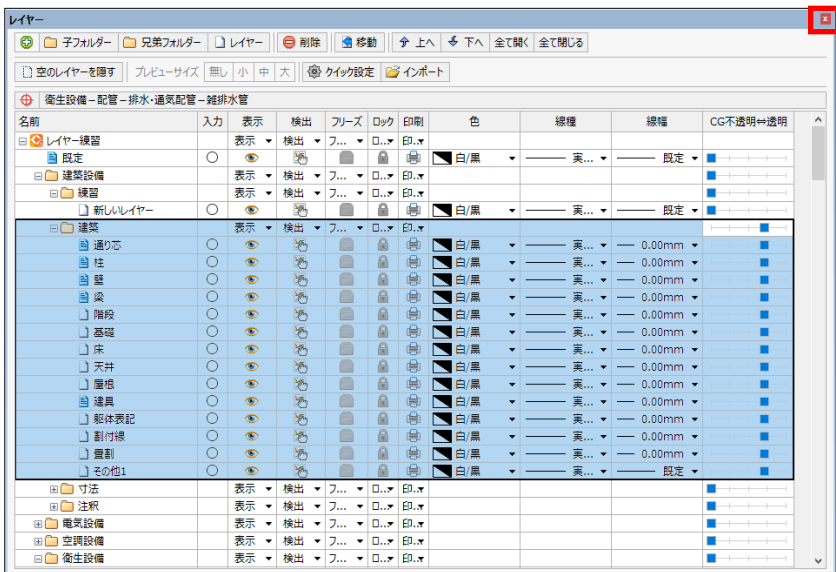 レイヤー
子フォルダー 兄弟フォルダー レイヤー 削除 移動 上へ 下へ 全て開く 全て閉じる
空のレイヤーを隠す プレビューサイズ 無し 小 中 大 クイック設定 インポート
衛生設備－配管－排水・通気配管－雑排水管
名前 入力 表示 検出 フリーズ ロック 印刷 色 線種 線幅 CG不透明⇔透明
レイヤー練習 表示 検出 フ... ロ... 印...
既定 白/黒 実... 既定
建築設備 表示 検出 フ... ロ... 印...
練習 表示 検出 フ... ロ... 印...
新しいレイヤー 白/黒 実... 既定
建築 表示 検出 フ... ロ... 印...
通り芯 白/黒 実... 0.00mm
柱 白/黒 実... 0.00mm
壁 白/黒 実... 0.00mm
梁 白/黒 実... 0.00mm
階段 白/黒 実... 0.00mm
基礎 白/黒 実... 0.00mm
床 白/黒 実... 0.00mm
天井 白/黒 実... 0.00mm
屋根 白/黒 実... 0.00mm
建具 白/黒 実... 0.00mm
躯体表記 白/黒 実... 0.00mm
割付線 白/黒 実... 0.00mm
畳割 白/黒 実... 0.00mm
その他1 白/黒 実... 既定
寸法 表示 検出 フ... ロ... 印...
注釈 表示 検出 フ... ロ... 印...
電気設備 表示 検出 フ... ロ... 印...
空調設備 表示 検出 フ... ロ... 印...
衛生設備 表示 検出 フ... ロ... 印...